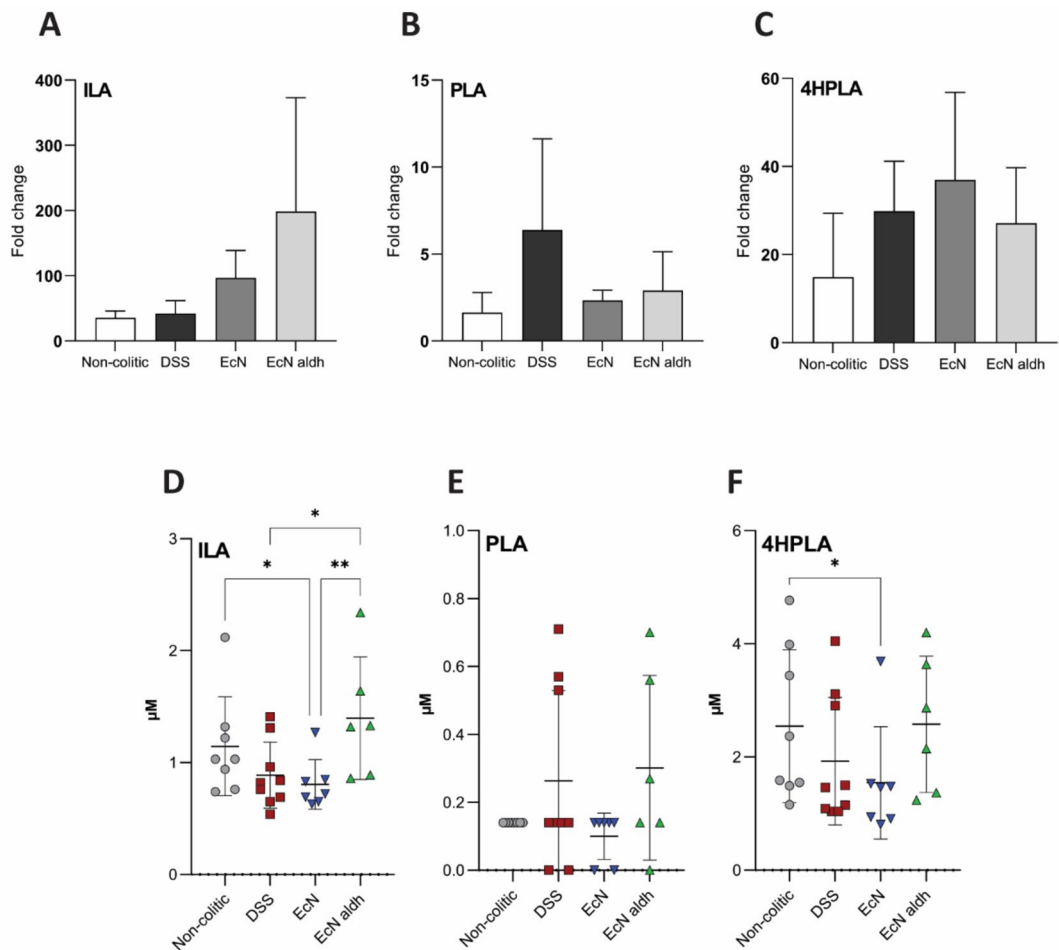 A
B
C
ILA
PLA
4HPLA
Fold change
Fold change
Fold change
400
300
200
100
0
15
10
5
0
60
40
20
0
Non-colitic DSS EcN EcN aldh
Non-colitic DSS EcN EcN aldh
Non-colitic DSS EcN EcN aldh
D
E
F
ILA
PLA
4HPLA
*
*
**
*
µM
µM
µM
3
2
1
0
1.0
0.8
0.6
0.4
0.2
0.0
6
4
2
0
Non-colitic DSS EcN EcN aldh
Non-colitic DSS EcN EcN aldh
Non-colitic DSS EcN EcN aldh